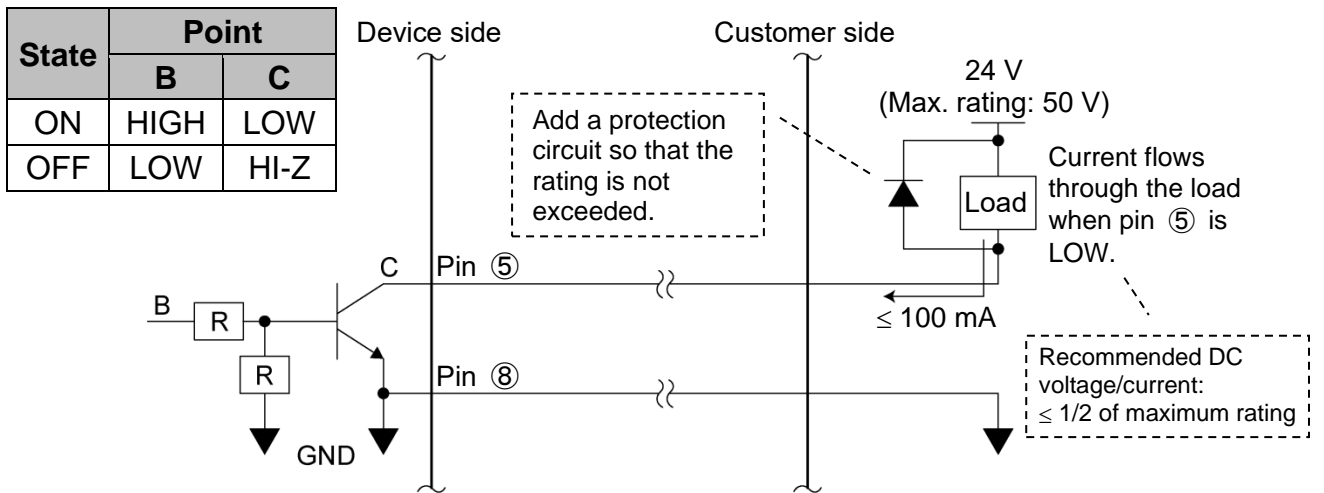 State Point
B C
ON HIGH LOW
OFF LOW HI-Z
Device side
Customer side
Add a protection
circuit so that the
rating is not
exceeded.
24 V
(Max. rating: 50 V)
Load
Current flows
through the load
when pin ⑤ is
LOW.
C
Pin ⑤
B
R
R
≤ 100 mA
Pin ⑧
GND
Recommended DC
voltage/current:
≤ 1/2 of maximum rating